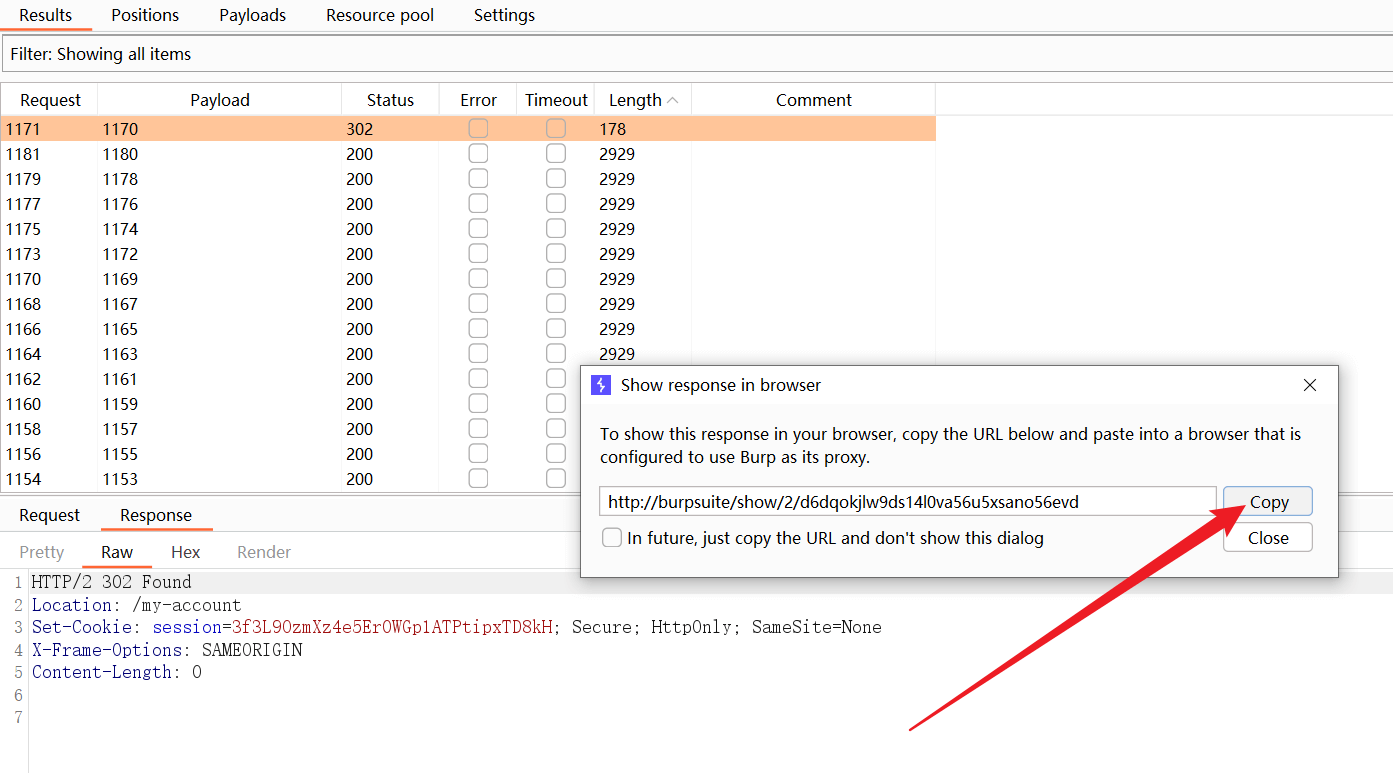 Results Positions Payloads Resource pool Settings
Filter: Showing all items
Request Payload Status Error Timeout Length Comment
1171 1170 302 178
1181 1180 200 2929
1179 1178 200 2929
1177 1176 200 2929
1175 1174 200 2929
1173 1172 200 2929
1170 1169 200 2929
1168 1167 200 2929
1166 1165 200 2929
1164 1163 200 2929
1162 1161 200
1160 1159 200
1158 1157 200
1156 1155 200
1154 1153 200
Show response in browser
To show this response in your browser, copy the URL below and paste into a browser that is
configured to use Burp as its proxy.
http://burpsuite/show/2/d6dqokjlw9ds14l0va56u5xsano56evd Copy
In future, just copy the URL and don't show this dialog Close
Request Response
Pretty Raw Hex Render
1 HTTP/2 302 Found
2 Location: /my-account
3 Set-Cookie: session=3f3L9OzmXz4e5ErOWGp1ATPtipxTD8kH; Secure; HttpOnly; SameSite=None
4 X-Frame-Options: SAMEORIGIN
5 Content-Length: 0
6
7